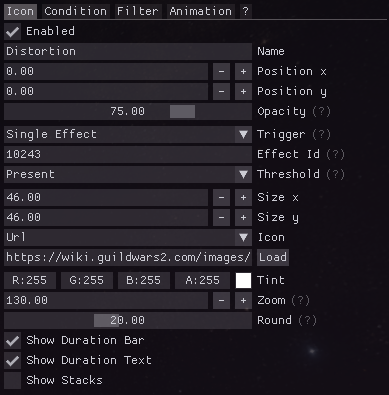 Icon Condition Filter Animation ?
Enabled
Distortion Name
0.00 - + Position x
0.00 - + Position y
75.00 Opacity (?)
Single Effect Trigger (?)
10243 Effect Id (?)
Present Threshold (?)
46.00 - + Size x
46.00 - + Size y
Url Icon
https://wiki.guildwars2.com/images/ Load
R:255 G:255 B:255 A:255 Tint
130.00 - + Zoom (?)
20.00 Round (?)
Show Duration Bar
Show Duration Text
Show Stacks